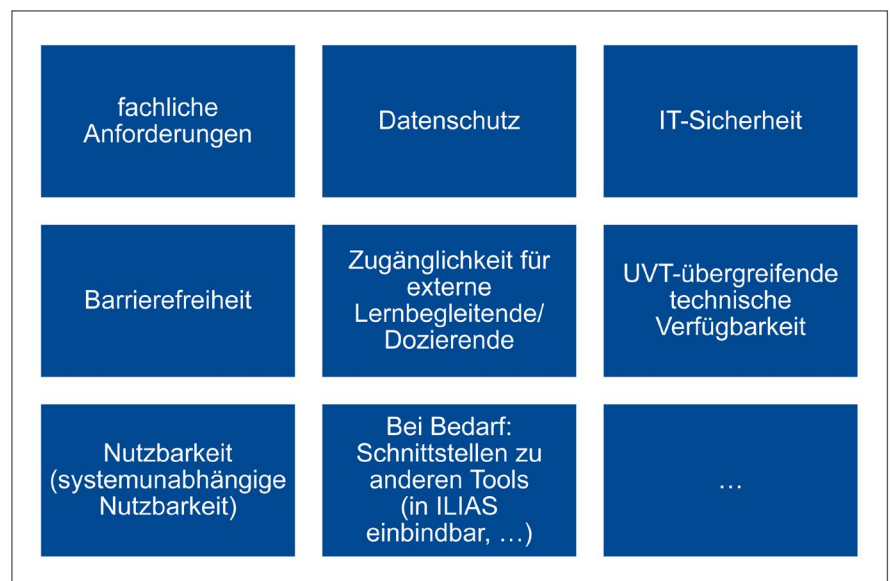 fachliche
Anforderungen
Datenschutz
IT-Sicherheit
Barrierefreiheit
Zugänglichkeit für
externe
Lernbegleitende/
Dozierende
UVT-übergreifende
technische
Verfügbarkeit
Nutzbarkeit
(systemunabhängige
Nutzbarkeit)
Bei Bedarf:
Schnittstellen zu
anderen Tools
(in ILIAS
einbindbar, …)
…